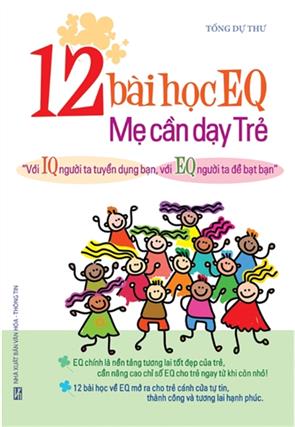 TỐNG DỰ THƯ
12 bài học EQ
Mẹ cần dạy Trẻ
"Với IQ người ta tuyển dụng bạn, với EQ người ta đề bạt bạn"
EQ chính là nền tảng tương lai tốt đẹp của trẻ,
cần nâng cao chỉ số EQ cho trẻ ngay từ khi còn nhỏ!
12 bài học về EQ mở ra cho trẻ cánh cửa tự tin,
thành công và tương lai hạnh phúc.
NHÀ XUẤT BẢN VĂN HÓA - THÔNG TIN